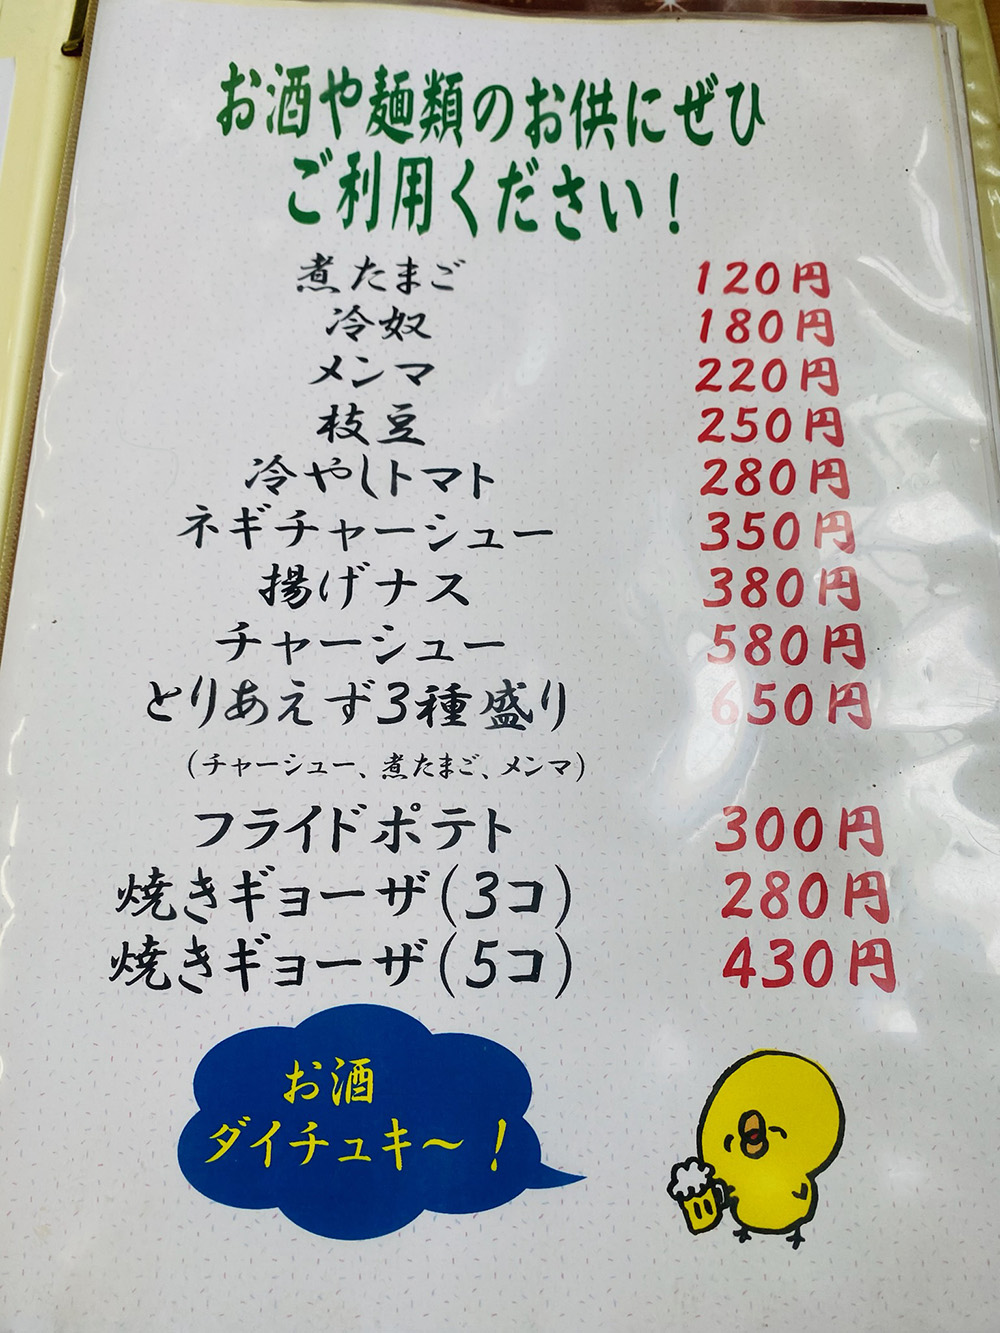 お酒や麺類のお供にぜひ
ご利用ください!
煮たまご 120円
冷奴 180円
メンマ 220円
枝豆 250円
冷やしトマト 280円
ネギチャーシュー 350円
揚げナス 380円
チャーシュー 580円
とりあえず3種盛り 650円
(チャーシュー、煮たまご、メンマ)
フライドポテト 300円
焼きギョーザ(3コ) 280円
焼きギョーザ(5コ) 430円
お酒
ダイチュキ~!